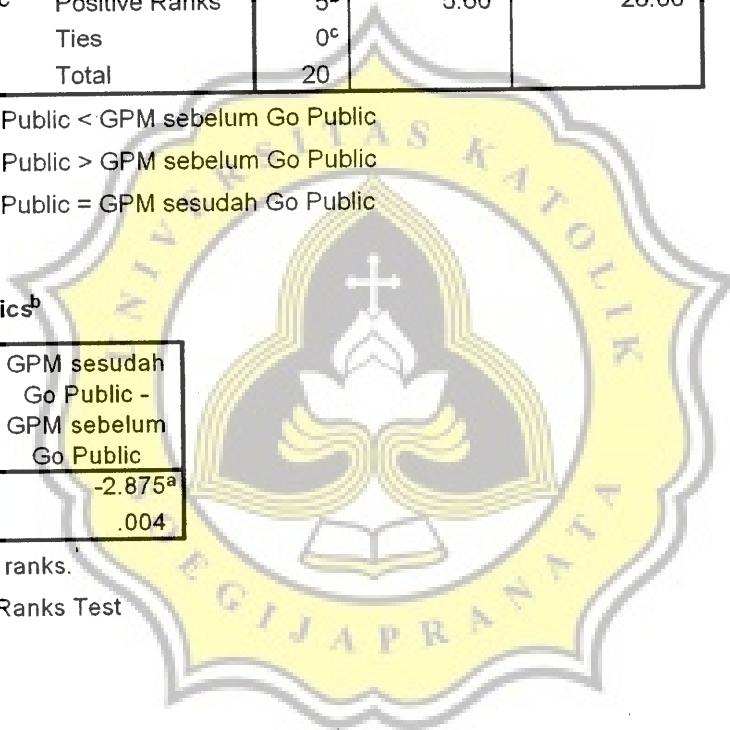 Positive Ranks 5 5.60 28.00
Ties 0c
Total 20
Public < GPM sebelum Go Public
Public > GPM sebelum Go Public
Public = GPM sesudah Go Public
icsb
GPM sesudah
Go Public -
GPM sebelum
Go Public
-2.875a
.004
ranks.
Ranks Test
UNIVERSITAS KATOLIK
SOEGIJAPRANATA